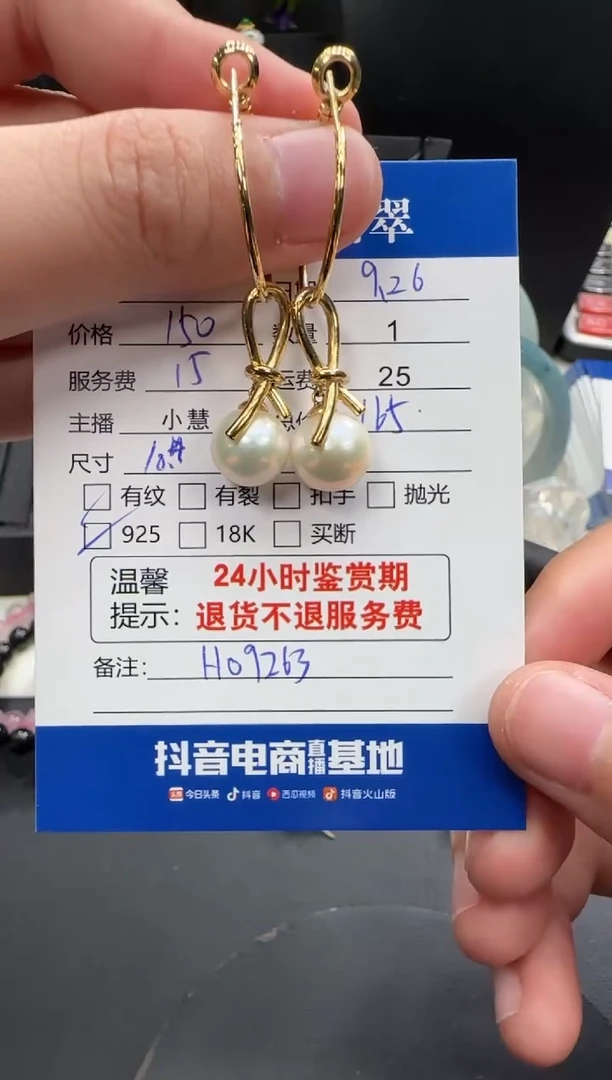 翠
9.26
价格 150 数量 1
服务费 15 运费 25
主播 小慧 165
尺寸
有纹 有裂 扣手 抛光
925 18K 买断
温馨 24小时鉴赏期
提示: 退货不退服务费
备注: H09263
抖音电商直播基地
头条 今日头条 抖音 西瓜视频 抖音火山版